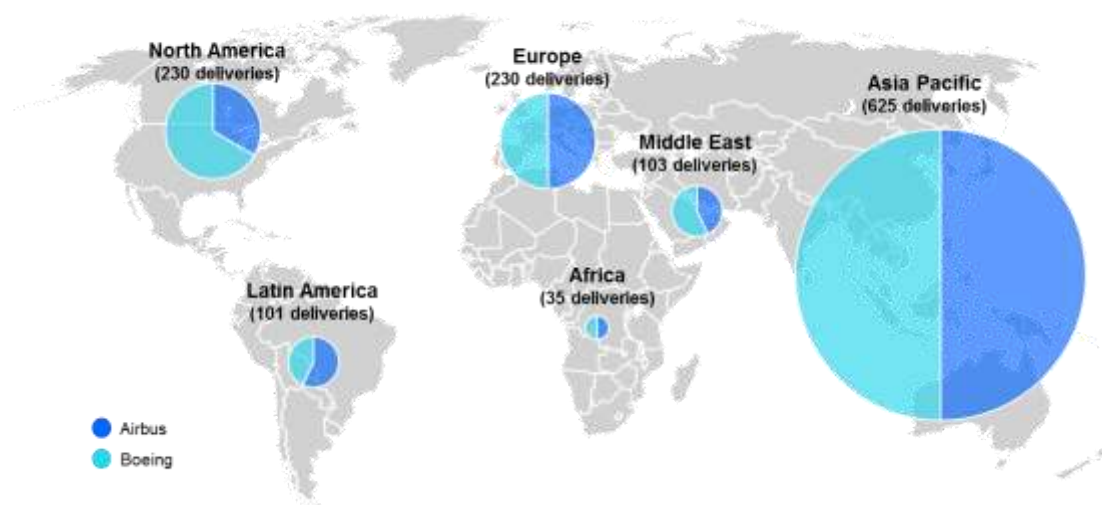 North America
(230 deliveries)
Europe
(230 deliveries)
Asia Pacific
(625 deliveries)
Middle East
(103 deliveries)
Africa
(35 deliveries)
Latin America
(101 deliveries)
Airbus
Boeing